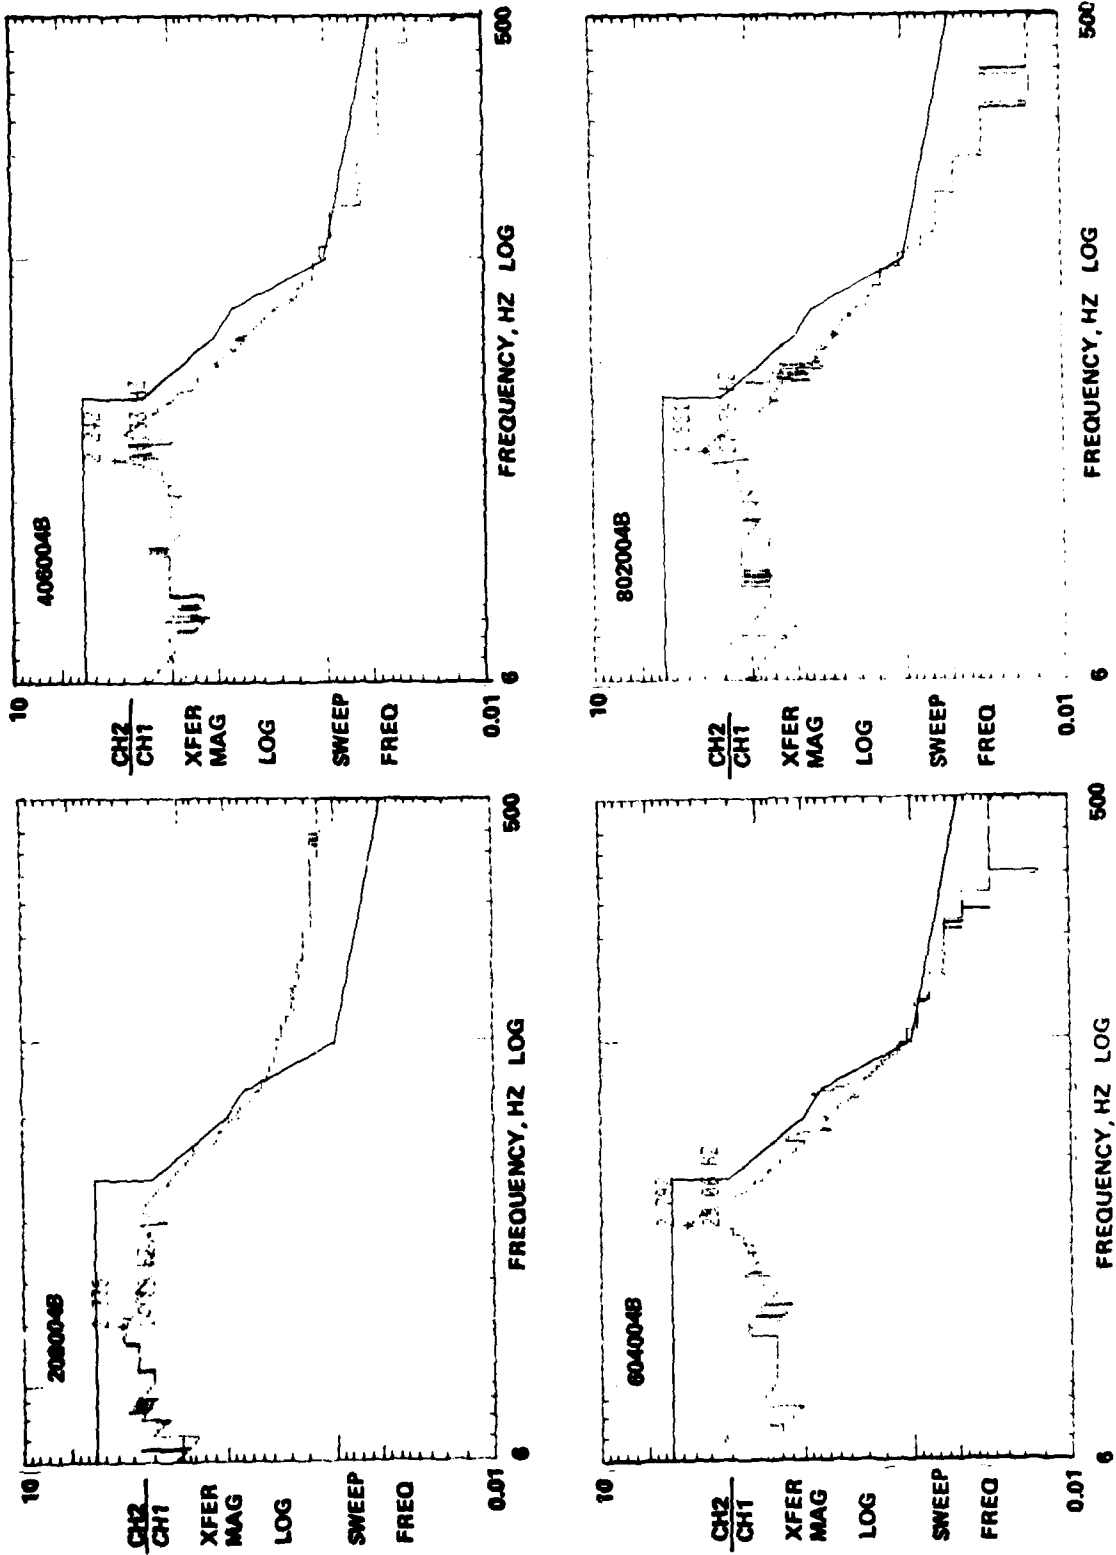 10
CH2
CH1
XFER
MAG
LOG
SWEEP
FREQ
0.01
208004B
6
FREQUENCY, HZ LOG
500
10
CH2
CH1
XFER
MAG
LOG
SWEEP
FREQ
0.01
406004B
6
FREQUENCY, HZ LOG
500
10
CH2
CH1
XFER
MAG
LOG
SWEEP
FREQ
0.01
604004B
HZ
6
FREQUENCY, HZ LOG
500
10
CH2
CH1
XFER
MAG
LOG
SWEEP
FREQ
0.01
802004B
6
FREQUENCY, HZ LOG
500